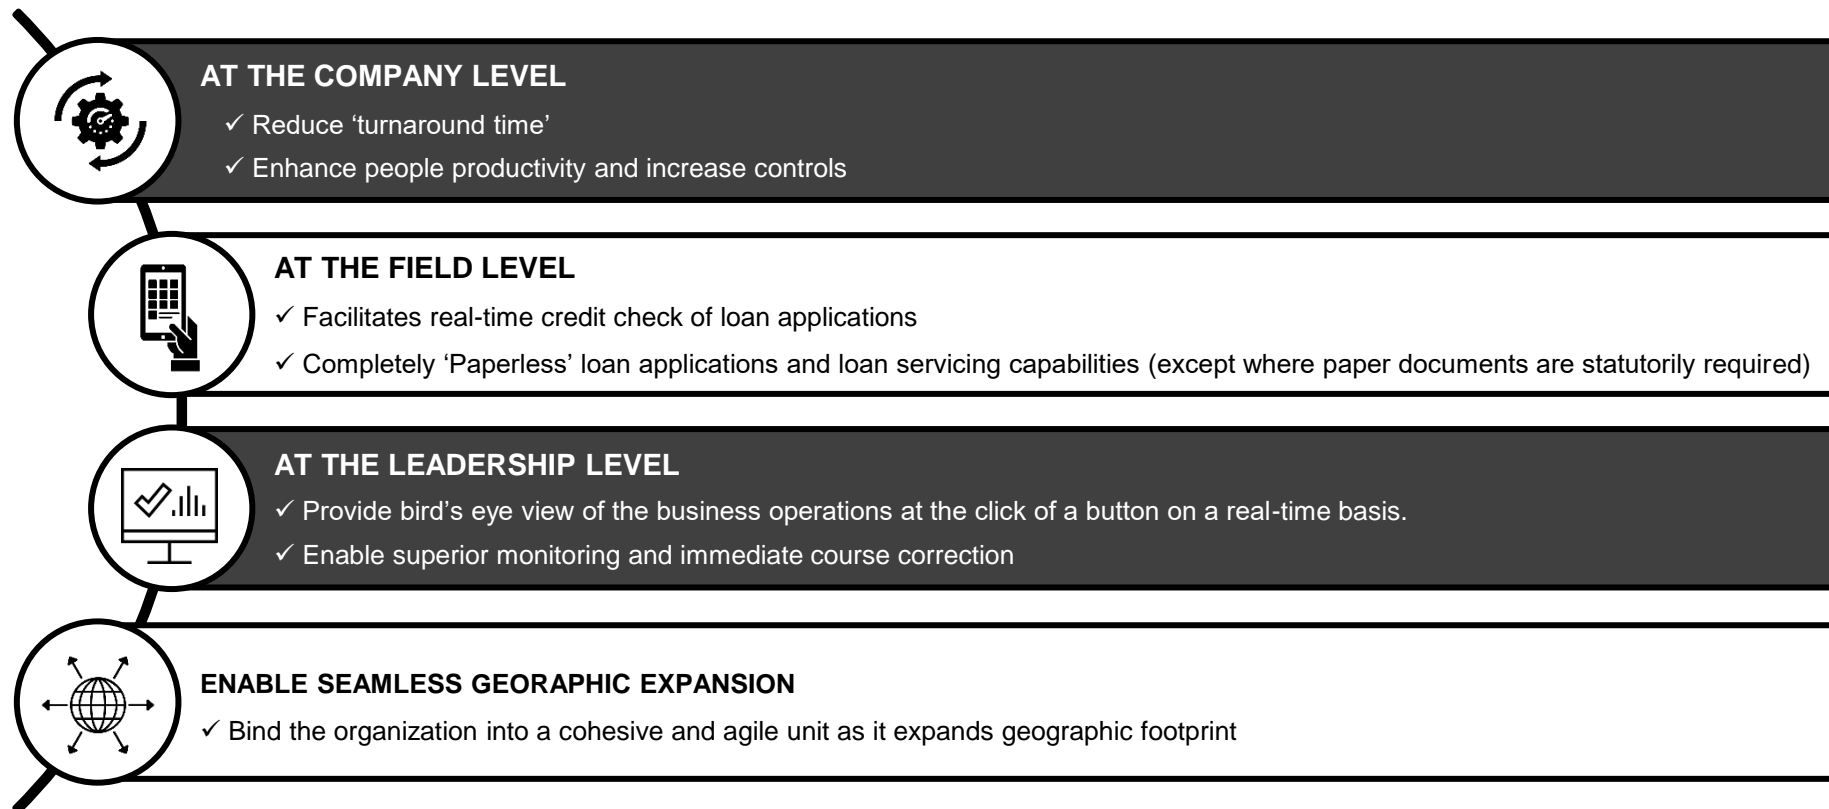 AT THE COMPANY LEVEL
✓ Reduce ‘turnaround time’
✓ Enhance people productivity and increase controls
AT THE FIELD LEVEL
✓ Facilitates real-time credit check of loan applications
✓ Completely ‘Paperless’ loan applications and loan servicing capabilities (except where paper documents are statutorily required)
AT THE LEADERSHIP LEVEL
✓ Provide bird’s eye view of the business operations at the click of a button on a real-time basis.
✓ Enable superior monitoring and immediate course correction
ENABLE SEAMLESS GEORAPHIC EXPANSION
✓ Bind the organization into a cohesive and agile unit as it expands geographic footprint